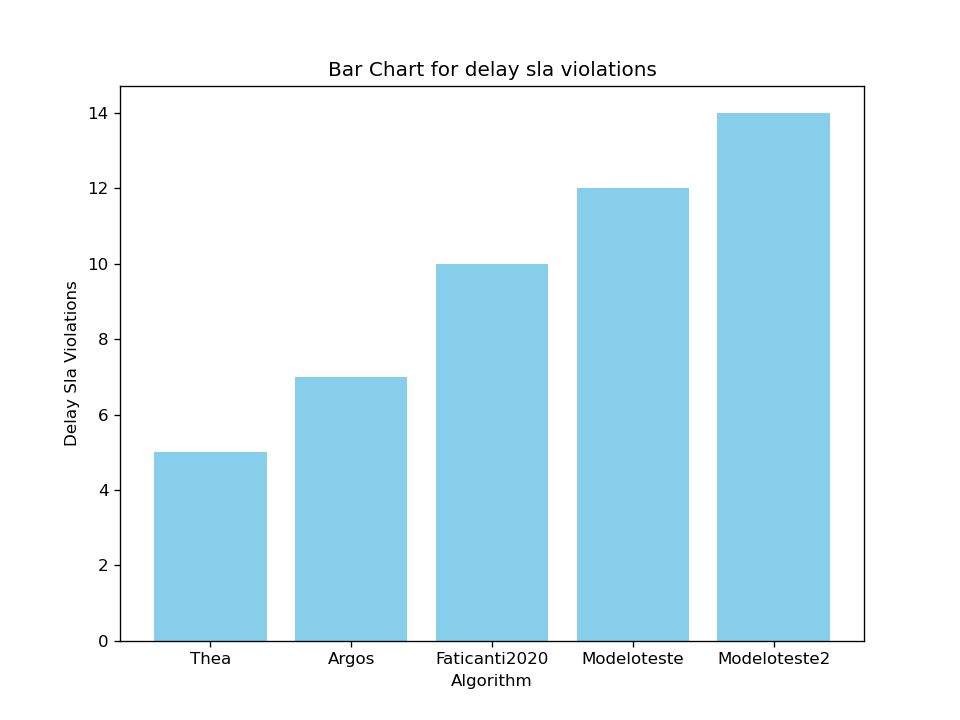 Bar Chart for delay sla violations
Delay Sla Violations
14
12
10
8
6
4
2
0
Thea Argos Faticanti2020 Modeloteste Modeloteste2
Algorithm